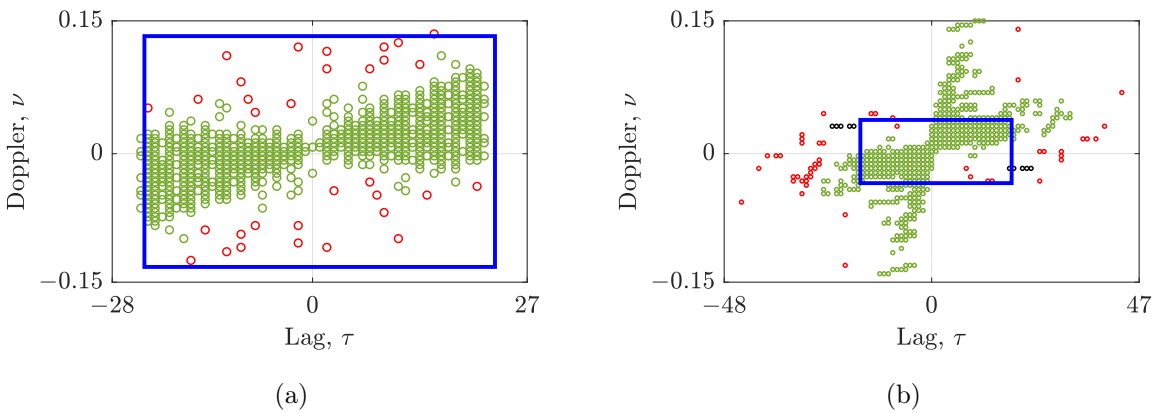 0.15
0
−0.15
−28
0
27
Doppler, ν
Lag, τ
(a)
0.15
0
−0.15
−48
0
47
Doppler, ν
Lag, τ
(b)